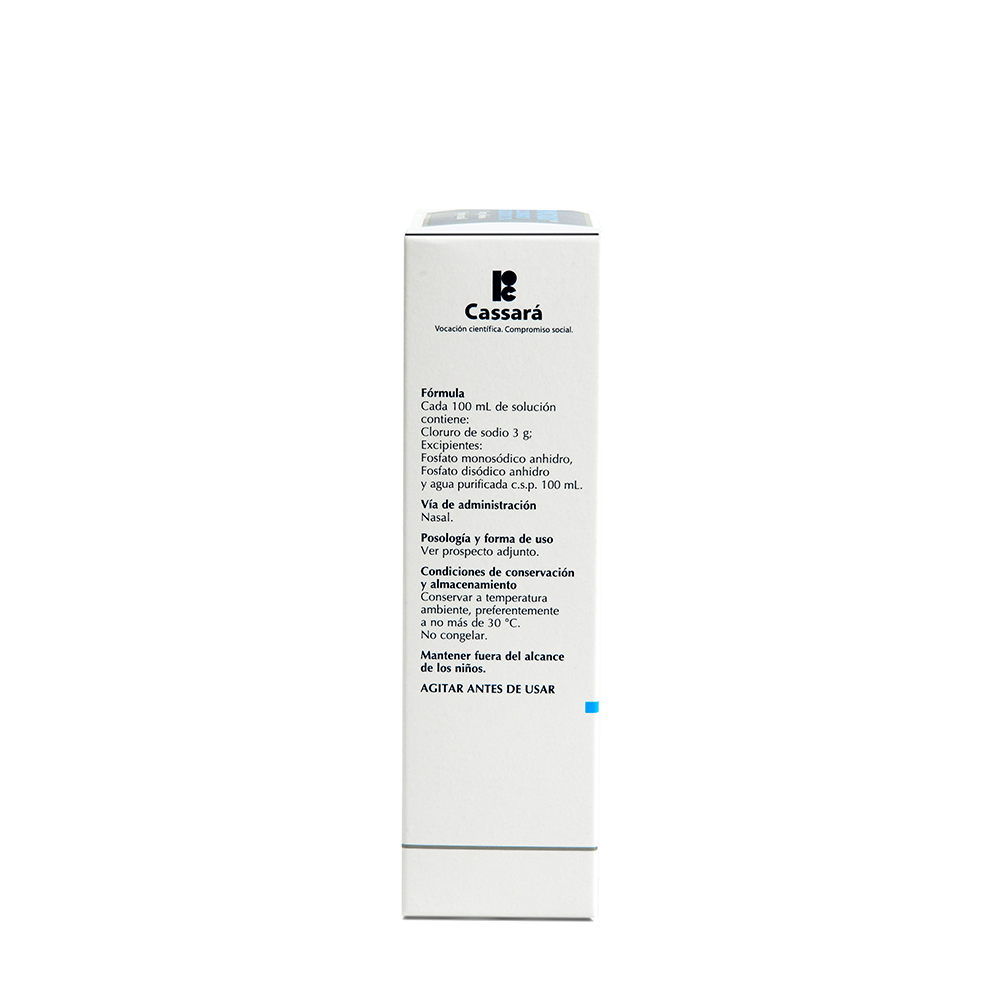 Cassará
Vocación científica. Compromiso social.
Fórmula
Cada 100 mL de solución
contiene:
Cloruro de sodio 3 g;
Excipientes:
Fosfato monosódico anhidro,
Fosfato disódico anhidro
y agua purificada c.s.p. 100 mL.
Vía de administración
Nasal.
Posología y forma de uso
Ver prospecto adjunto.
Condiciones de conservación
y almacenamiento
Conservar a temperatura
ambiente, preferentemente
a no más de 30 °C.
No congelar.
Mantener fuera del alcance
de los niños.
AGITAR ANTES DE USAR